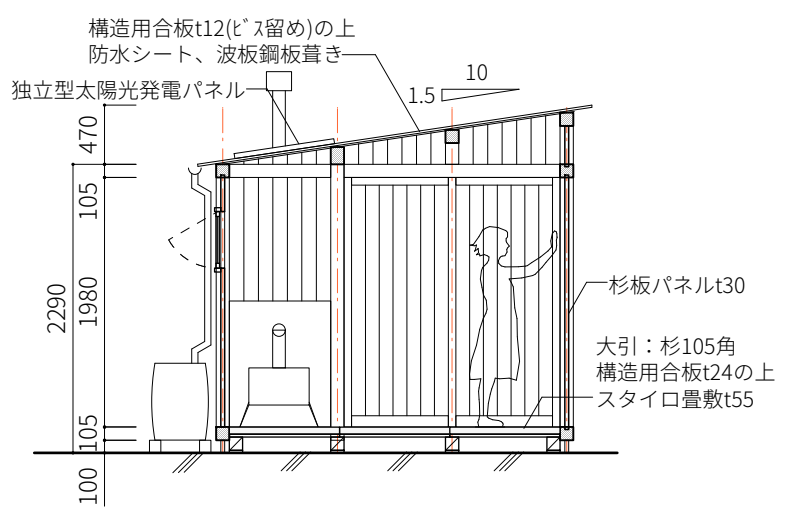 構造用合板t12(ビス留め)の上
防水シート、波板鋼板葺き
独立型太陽光発電パネル
10
1.5
470
105
1980
2290
105
100
杉板パネルt30
大引：杉105角
構造用合板t24の上
スタイロ畳敷t55